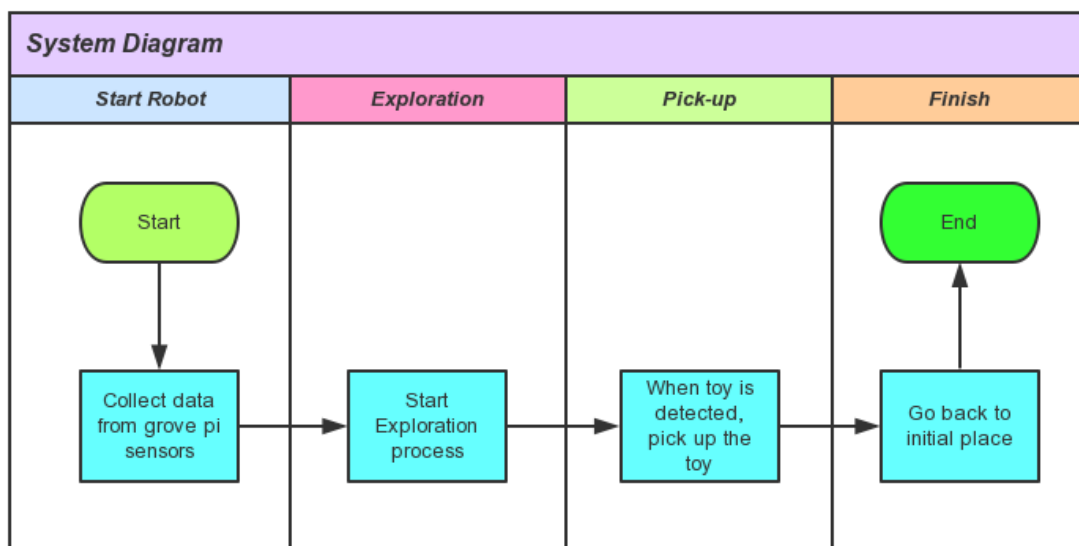 System Diagram
Start Robot
Exploration
Pick-up
Finish
Start
End
Collect data
from grove pi
sensors
Start
Exploration
process
When toy is
detected,
pick up the
toy
Go back to
initial place